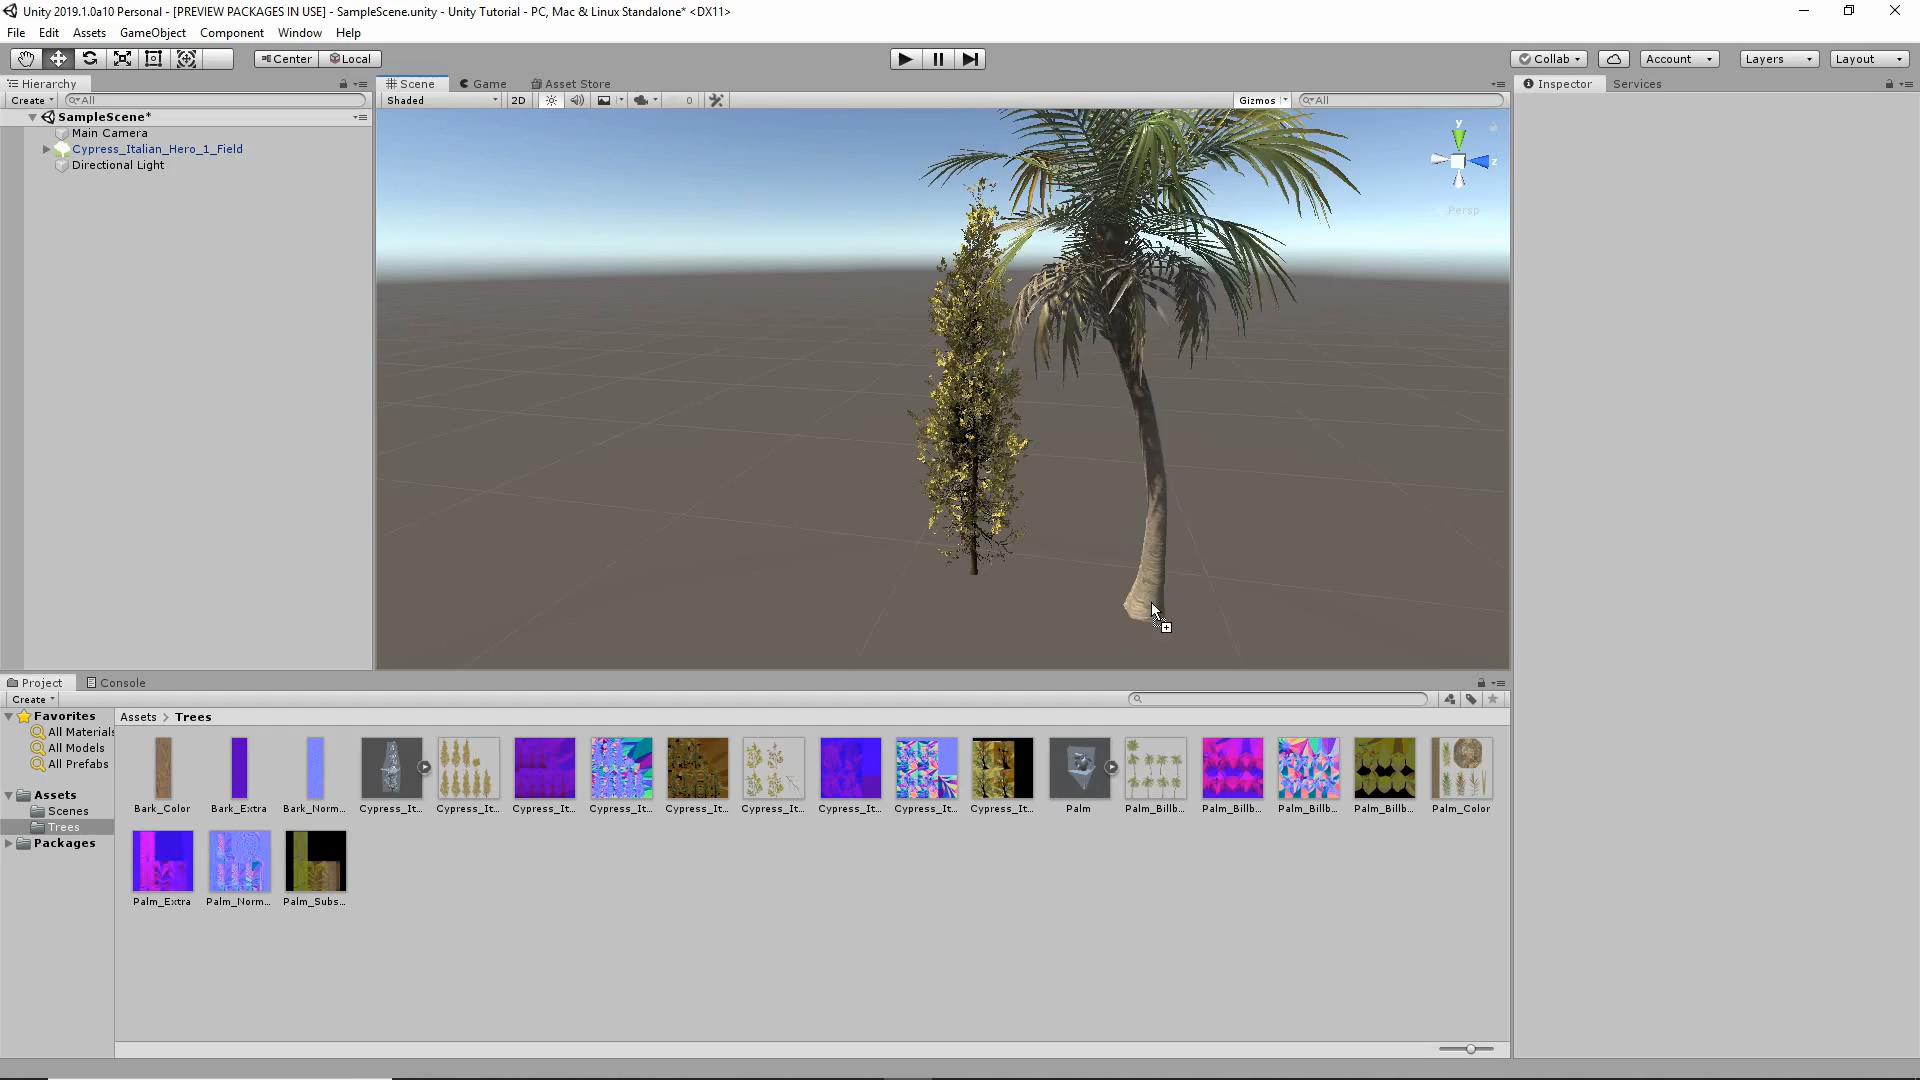 Unity 2019.1.0a10 Personal - [PREVIEW PACKAGES IN USE] - SampleScene.unity - Unity Tutorial - PC, Mac & Linux Standalone* <DX11>
File Edit Assets GameObject Component Window Help
Center Local Collab Account Layers Layout
Hierarchy Scene Game Asset Store Inspector Services
Create All Shaded 2D 0 Gizmos All
SampleScene*
Main Camera
Cypress_Italian_Hero_1_Field
Directional Light
y
z
Persp
Project Console
Create
Favorites
All Materials
All Models
All Prefabs
Assets
Scenes
Trees
Packages
Assets > Trees
Bark_Color Bark_Extra Bark_Norm... Cypress_It... Cypress_It... Cypress_It... Cypress_It... Cypress_It... Cypress_It... Cypress_It... Cypress_It... Cypress_It... Palm Palm_Billb... Palm_Billb... Palm_Billb... Palm_Billb... Palm_Color
Palm_Extra Palm_Norm... Palm_Subs...